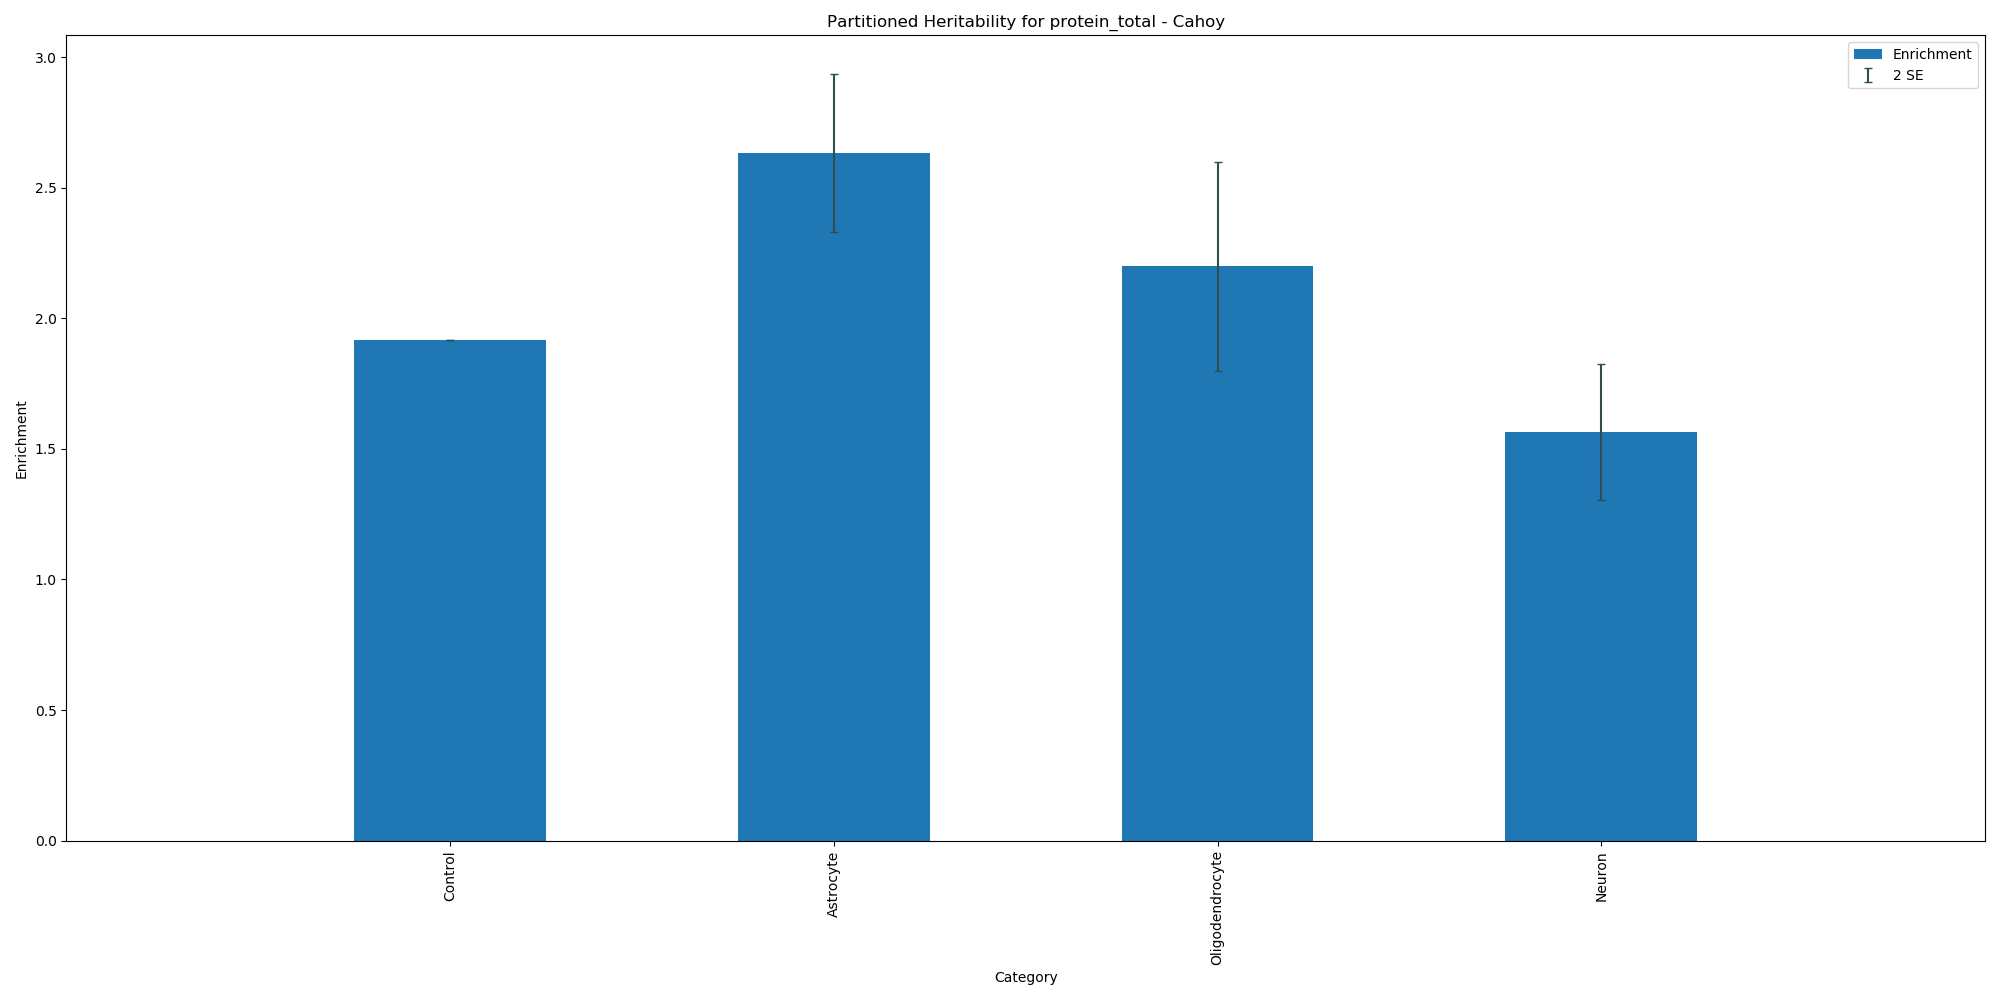 Partitioned Heritability for protein_total - Cahoy
Enrichment
2 SE
3.0
2.5
2.0
1.5
1.0
0.5
0.0
Enrichment
Control
Astrocyte
Oligodendrocyte
Neuron
Category